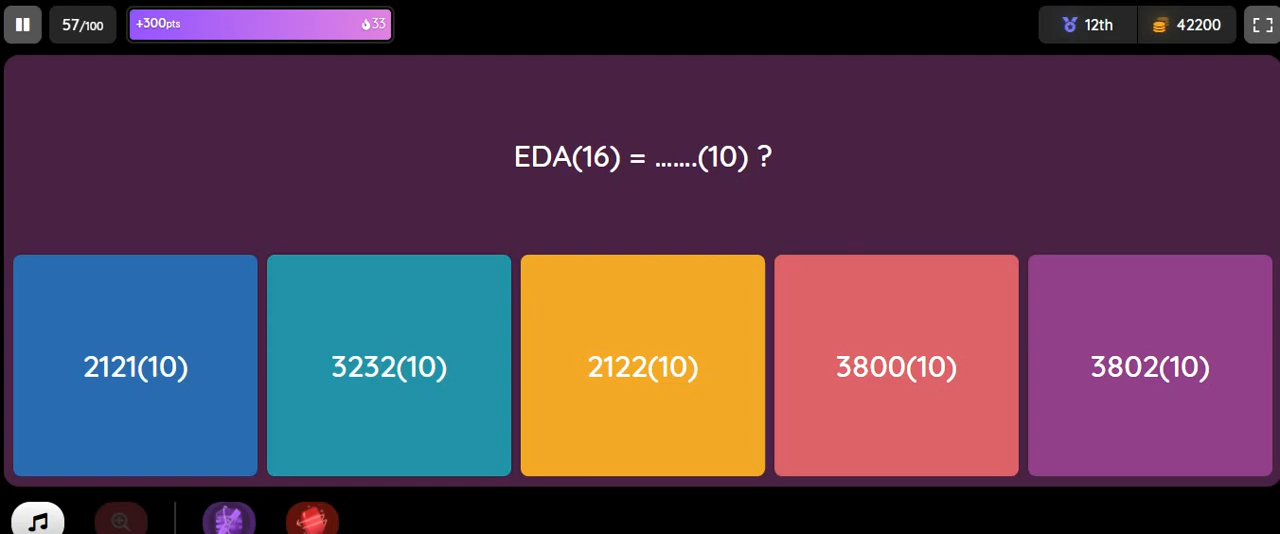 57/100
+300pts
33
12th
42200
EDA(16) = .......(10) ?
2121(10)
3232(10)
2122(10)
3800(10)
3802(10)